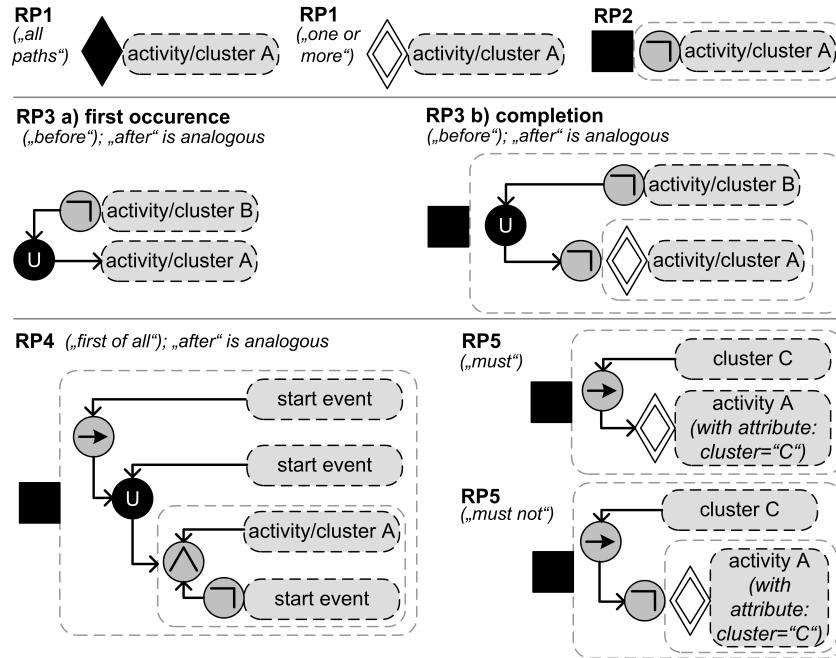 RP1
(„all
paths“)
activity/cluster A
RP1
(„one or
more“)
activity/cluster A
RP2
activity/cluster A
RP3 a) first occurence
(„before“); „after“ is analogous
activity/cluster B
U
activity/cluster A
RP3 b) completion
(„before“); „after“ is analogous
activity/cluster B
U
activity/cluster A
RP4 („first of all“); „after“ is analogous
start event
start event
U
activity/cluster A
start event
RP5
(„must“)
cluster C
activity A
(with attribute:
cluster=“C“)
RP5
(„must not“)
cluster C
activity A
(with
attribute:
cluster=“C“)